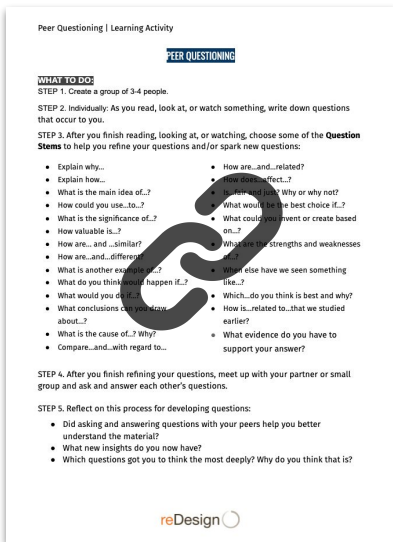 Peer Questioning | Learning Activity
PEER QUESTIONING
WHAT TO DO:
STEP 1. Create a group of 3-4 people.
STEP 2. Individually: As you read, look at, or watch something, write down questions
that occur to you.
STEP 3. After you finish reading, looking at, or watching, choose some of the Question
Stems to help you refine your questions and/or spark new questions:
• Explain why...
• Explain how...
• What is the main idea of...?
• How could you use...to...?
• What is the significance of...?
• How valuable is...?
• How are... and ...similar?
• How are...and...different?
• What is another example of...?
• What do you think would happen if...?
• What would you do if...?
• What conclusions can you draw
about...?
• What is the cause of...? Why?
• Compare...and...with regard to...
• How are...and...related?
• How does...affect...?
• Is...fair and just? Why or why not?
• What would be the best choice if...?
• What could you invent or create based
on...?
• What are the strengths and weaknesses
of...?
• When else have we seen something
like...?
• Which...do you think is best and why?
• How is...related to...that we studied
earlier?
• What evidence do you have to
support your answer?
STEP 4. After you finish refining your questions, meet up with your partner or small
group and ask and answer each other's questions.
STEP 5. Reflect on this process for developing questions:
• Did asking and answering questions with your peers help you better
understand the material?
• What new insights do you now have?
• Which questions got you to think the most deeply? Why do you think that is?
reDesign